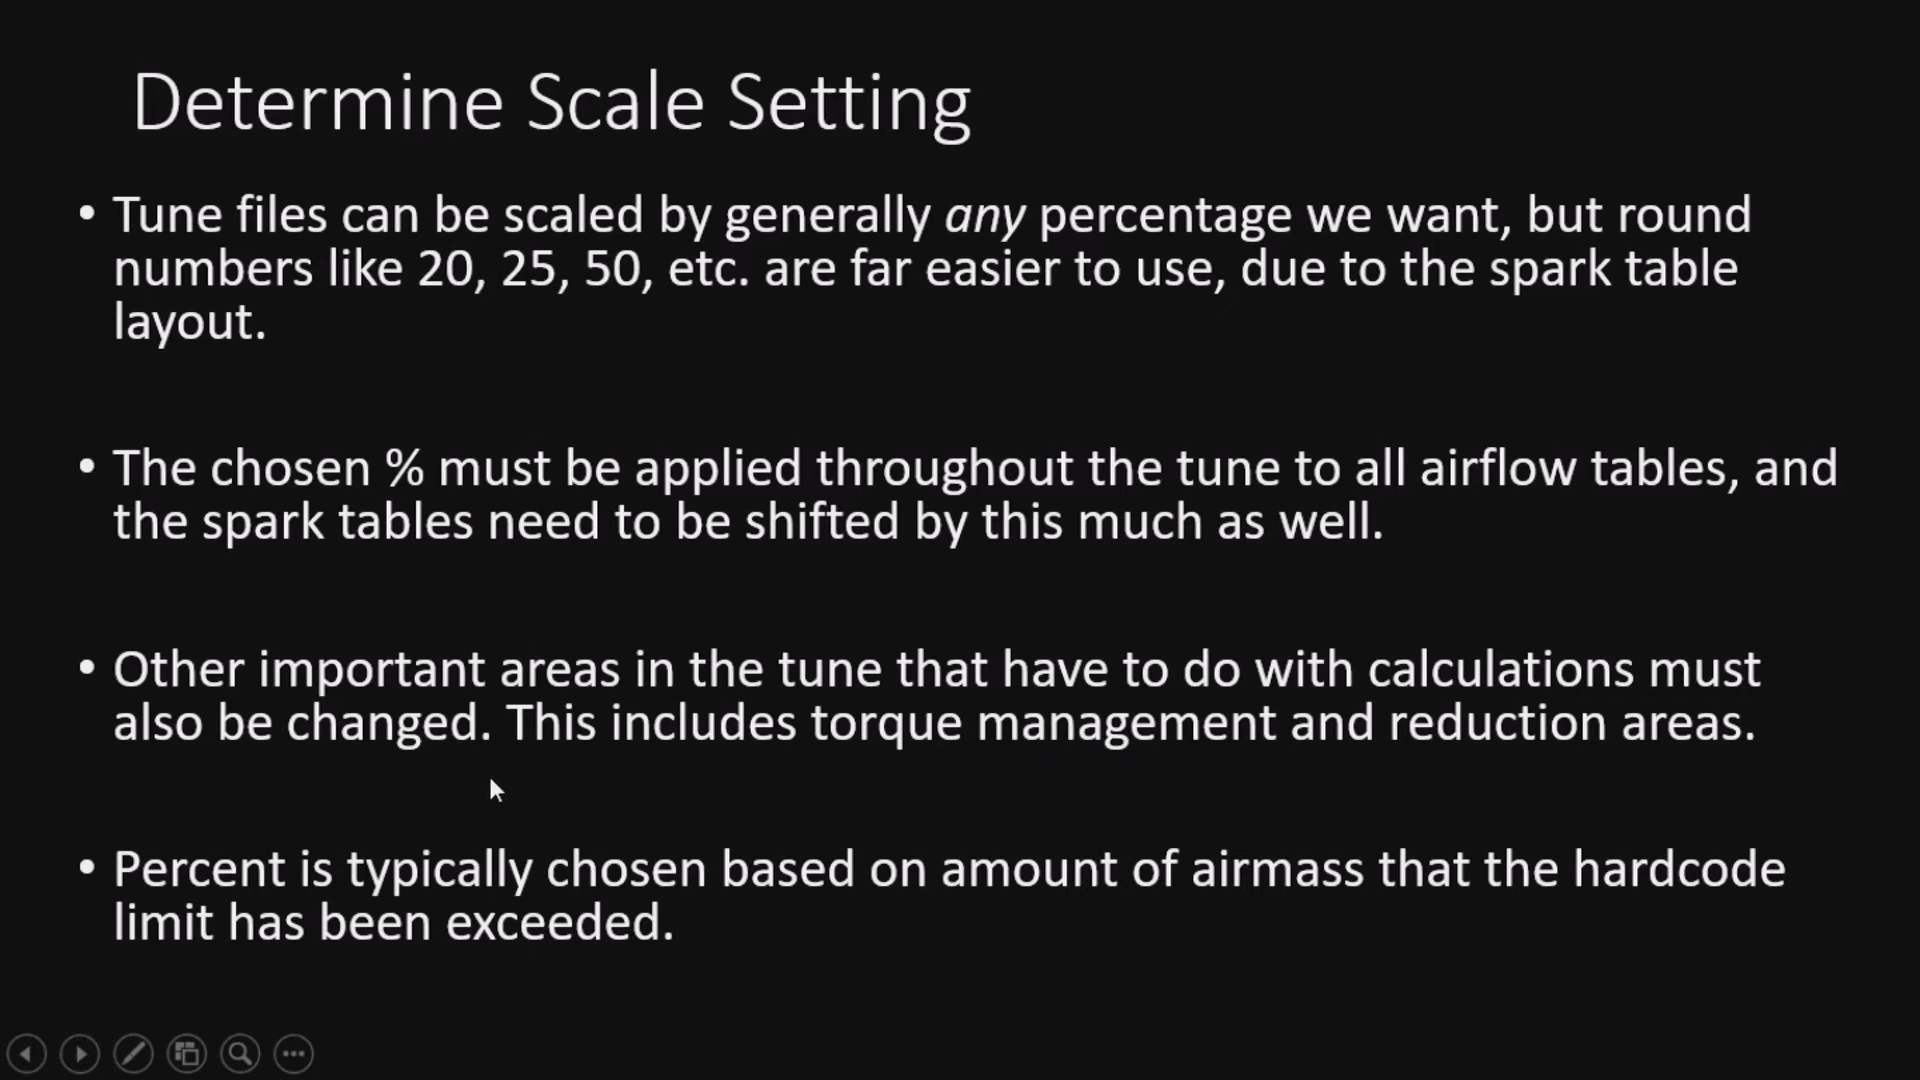 Determine Scale Setting
• Tune files can be scaled by generally any percentage we want, but round
numbers like 20, 25, 50, etc. are far easier to use, due to the spark table
layout.
• The chosen % must be applied throughout the tune to all airflow tables, and
the spark tables need to be shifted by this much as well.
• Other important areas in the tune that have to do with calculations must
also be changed. This includes torque management and reduction areas.
• Percent is typically chosen based on amount of airmass that the hardcode
limit has been exceeded.